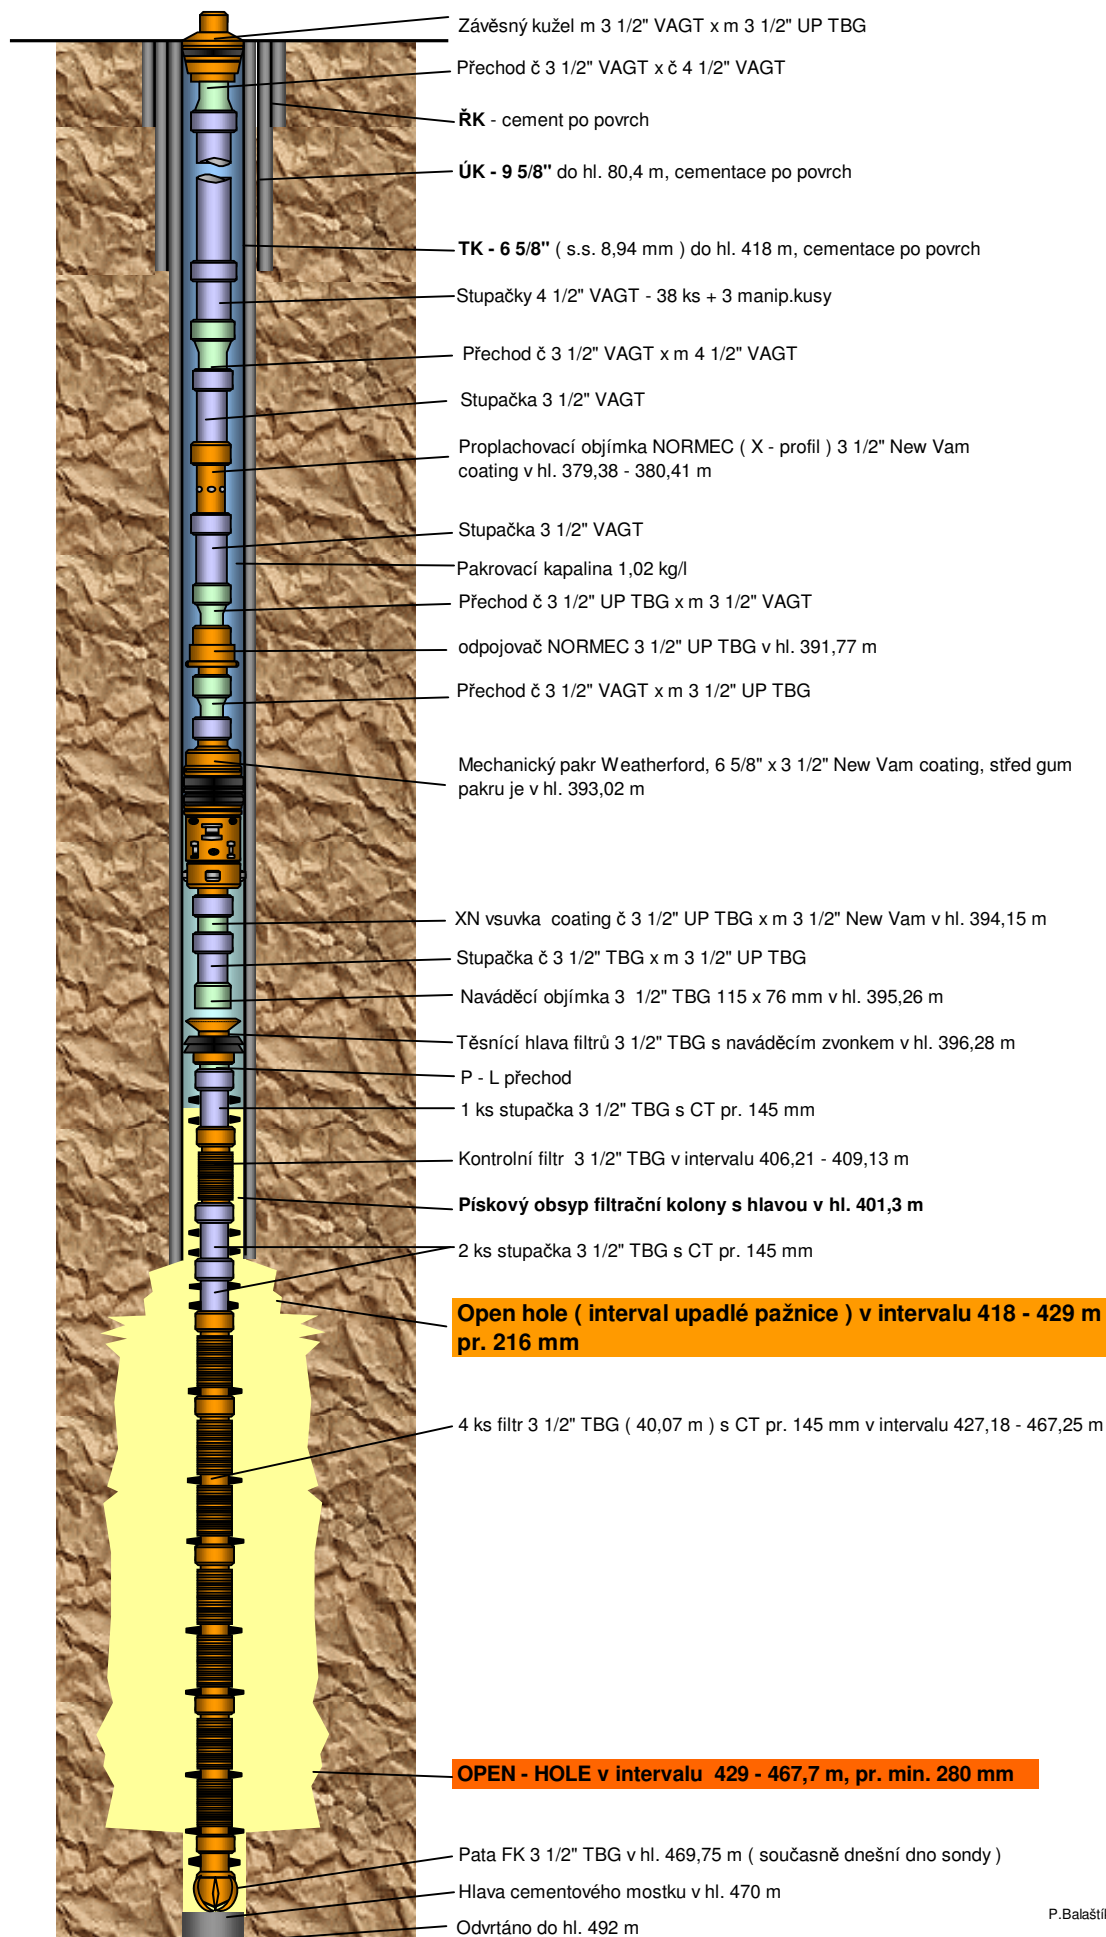 Závěsný kužel m 3 1/2" VAGT x m 3 1/2" UP TBG
Přechod č 3 1/2" VAGT x č 4 1/2" VAGT
ŘK - cement po povrch
ÚK - 9 5/8" do hl. 80,4 m, cementace po povrch
TK - 6 5/8" ( s.s. 8,94 mm ) do hl. 418 m, cementace po povrch
Stupačky 4 1/2" VAGT - 38 ks + 3 manip.kusy
Přechod č 3 1/2" VAGT x m 4 1/2" VAGT
Stupačka 3 1/2" VAGT
Proplachovací objímka NORMEC ( X - profil ) 3 1/2" New Vam
coating v hl. 379,38 - 380,41 m
Stupačka 3 1/2" VAGT
Pakrovací kapalina 1,02 kg/l
Přechod č 3 1/2" UP TBG x m 3 1/2" VAGT
odpojovač NORMEC 3 1/2" UP TBG v hl. 391,77 m
Přechod č 3 1/2" VAGT x m 3 1/2" UP TBG
Mechanický pakr Weatherford, 6 5/8" x 3 1/2" New Vam coating, střed gum
pakru je v hl. 393,02 m
XN vsuvka coating č 3 1/2" UP TBG x m 3 1/2" New Vam v hl. 394,15 m
Stupačka č 3 1/2" TBG x m 3 1/2" UP TBG
Naváděcí objímka 3 1/2" TBG 115 x 76 mm v hl. 395,26 m
Těsnící hlava filtrů 3 1/2" TBG s naváděcím zvonkem v hl. 396,28 m
P - L přechod
1 ks stupačka 3 1/2" TBG s CT pr. 145 mm
Kontrolní filtr 3 1/2" TBG v intervalu 406,21 - 409,13 m
Pískový obsyp filtrační kolony s hlavou v hl. 401,3 m
2 ks stupačka 3 1/2" TBG s CT pr. 145 mm
Open hole ( interval upadlé pažnice ) v intervalu 418 - 429 m
pr. 216 mm
4 ks filtr 3 1/2" TBG ( 40,07 m ) s CT pr. 145 mm v intervalu 427,18 - 467,25 m
OPEN - HOLE v intervalu 429 - 467,7 m, pr. min. 280 mm
Pata FK 3 1/2" TBG v hl. 469,75 m ( současně dnešní dno sondy )
Hlava cementového mostku v hl. 470 m
P.Balaštík
Odvrtáno do hl. 492 m